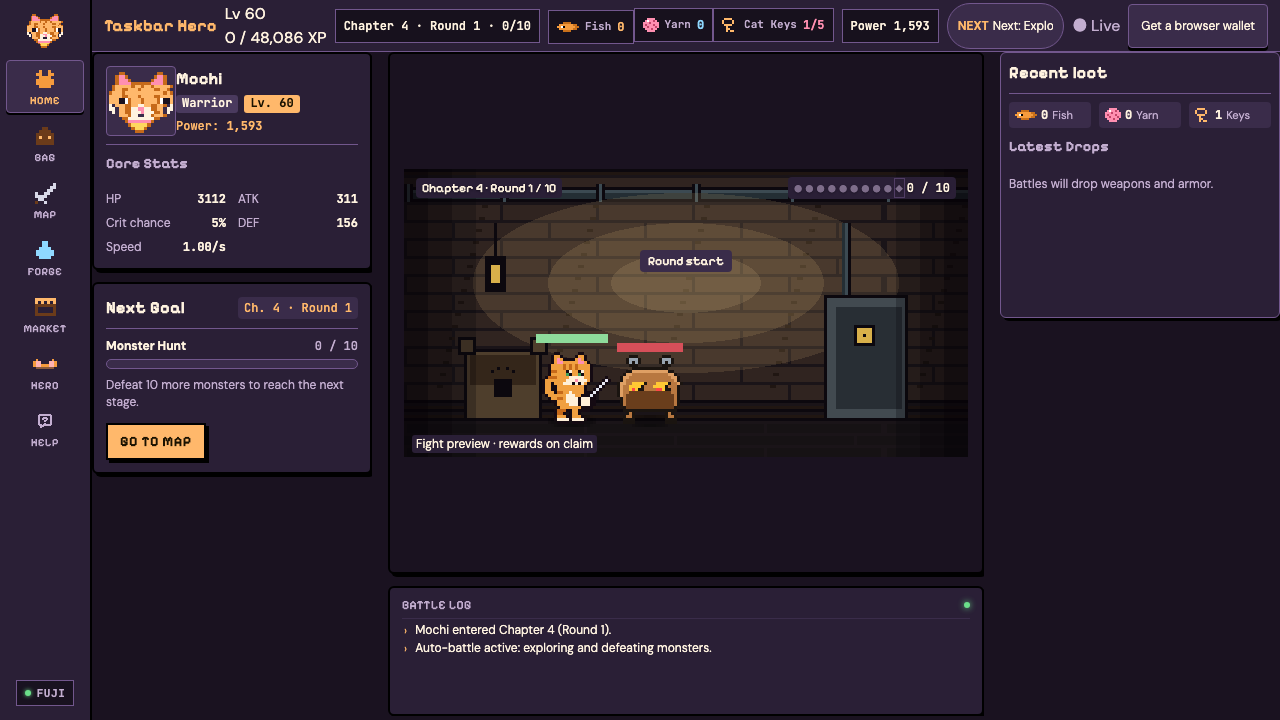 Taskbar Hero
Lv 60
0 / 48,086 XP
Chapter 4 · Round 1 · 0/10
Fish 0
Yarn 0
Cat Keys 1/5
Power 1,593
NEXT Next: Explo
Live
Get a browser wallet
HOME
BAG
MAP
FORGE
MARKET
HERO
HELP
FUJI
Mochi
Warrior Lv. 60
Power: 1,593
Core Stats
HP 3112 ATK 311
Crit chance 5% DEF 156
Speed 1.00/s
Next Goal Ch. 4 · Round 1
Monster Hunt 0 / 10
Defeat 10 more monsters to reach the next
stage.
GO TO MAP
Chapter 4 · Round 1 / 10
0 / 10
Round start
Fight preview · rewards on claim
BATTLE LOG
› Mochi entered Chapter 4 (Round 1).
› Auto-battle active: exploring and defeating monsters.
Recent loot
0 Fish
0 Yarn
1 Keys
Latest Drops
Battles will drop weapons and armor.